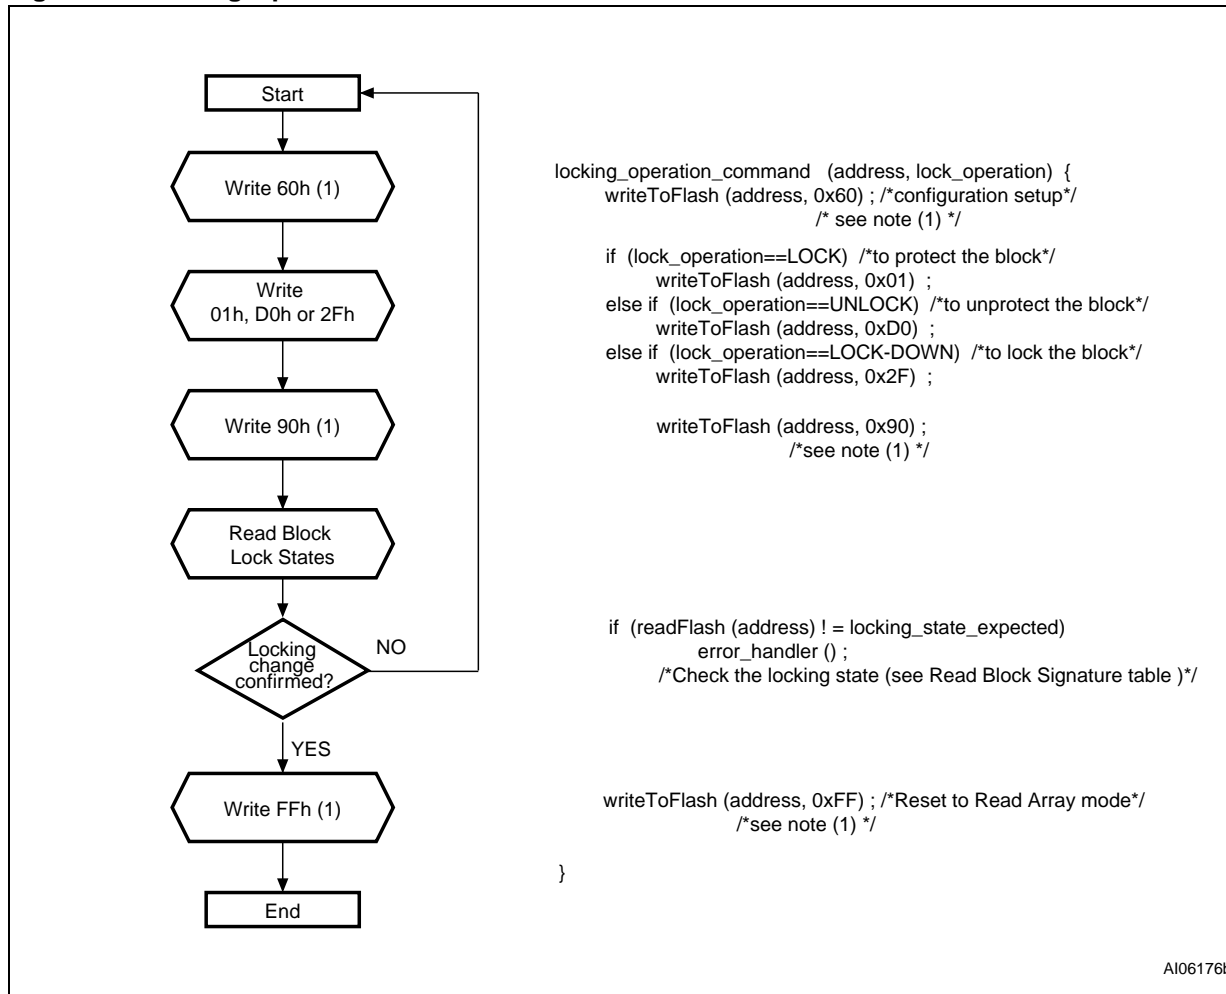 Start
Write 60h (1)
Write
01h, D0h or 2Fh
Write 90h (1)
Read Block
Lock States
Locking
change
confirmed?
NO
YES
Write FFh (1)
End
locking_operation_command (address, lock_operation) {
writeToFlash (address, 0x60) ; /*configuration setup*/
/* see note (1) */
if (lock_operation==LOCK) /*to protect the block*/
writeToFlash (address, 0x01) ;
else if (lock_operation==UNLOCK) /*to unprotect the block*/
writeToFlash (address, 0xD0) ;
else if (lock_operation==LOCK-DOWN) /*to lock the block*/
writeToFlash (address, 0x2F) ;
writeToFlash (address, 0x90) ;
/*see note (1) */
if (readFlash (address) ! = locking_state_expected)
error_handler () ;
/*Check the locking state (see Read Block Signature table )*/
writeToFlash (address, 0xFF) ; /*Reset to Read Array mode*/
/*see note (1) */
}
AI06176b